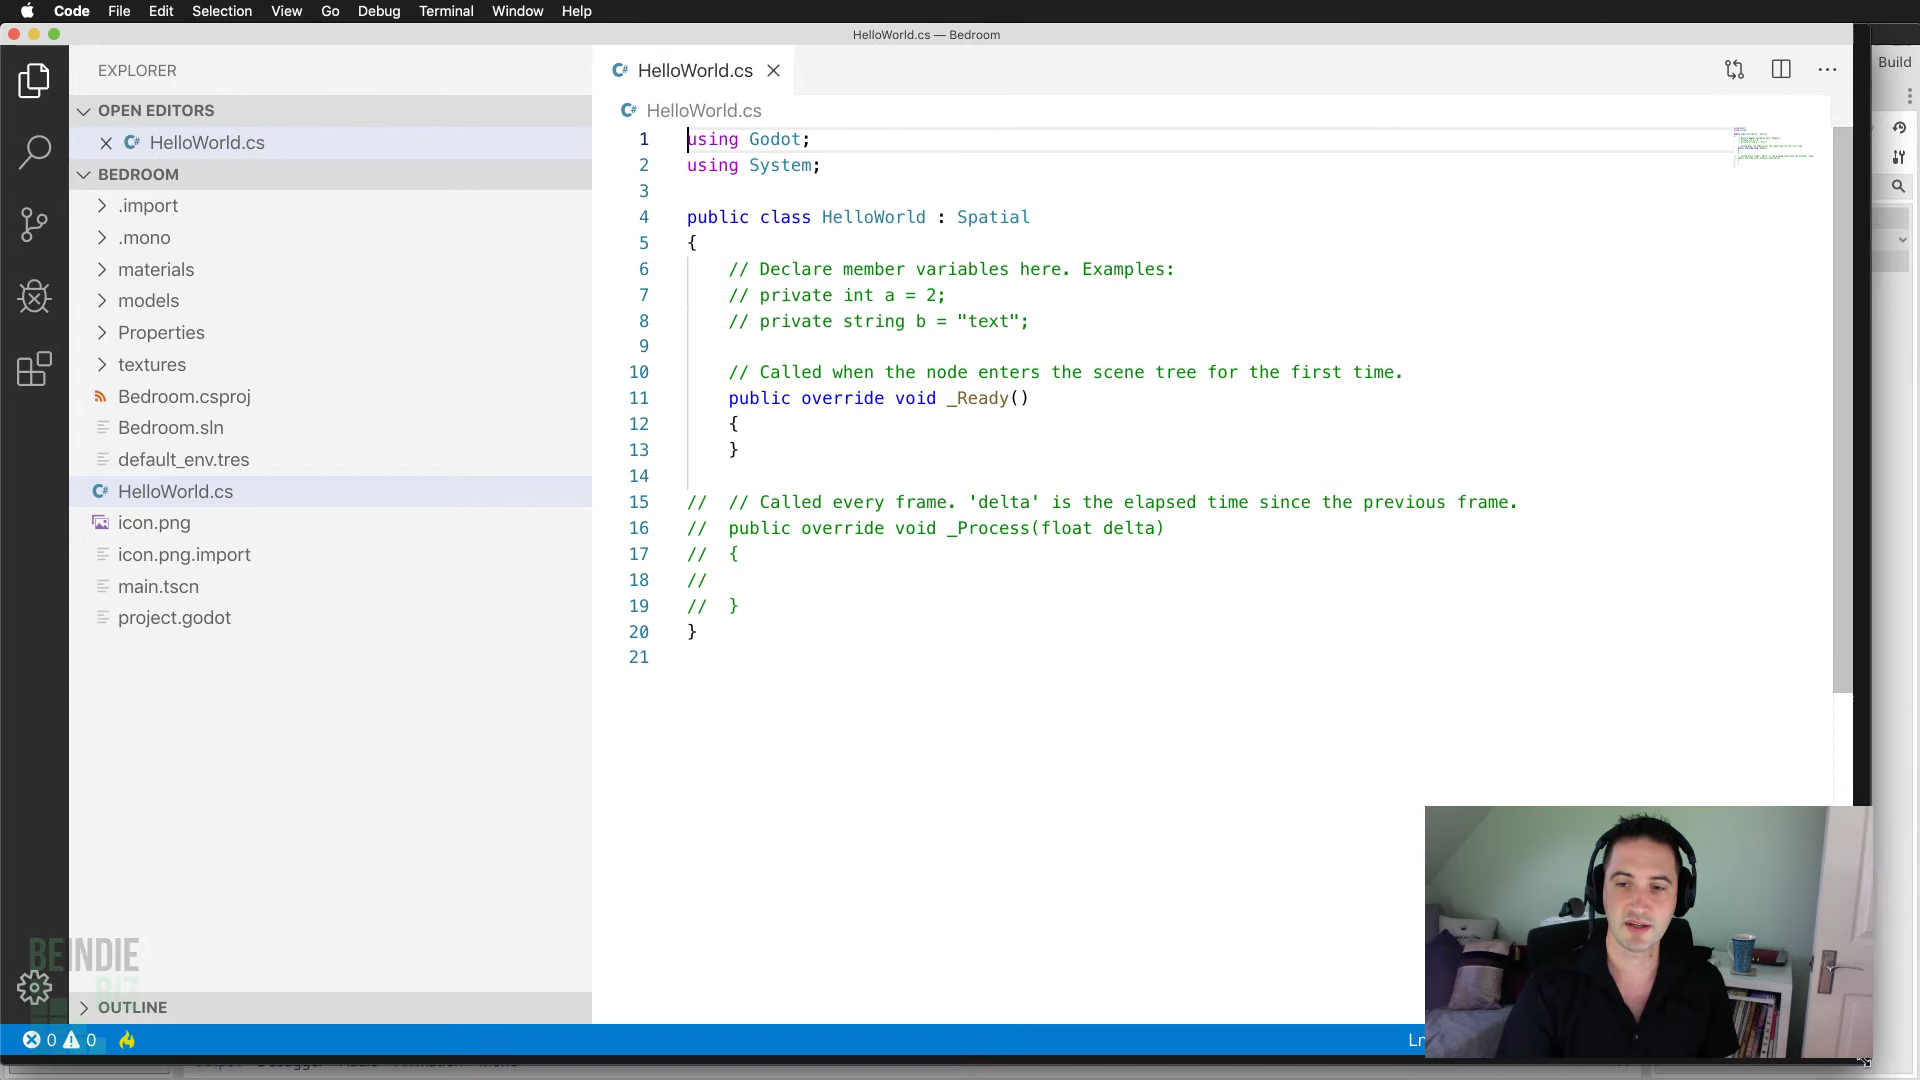 Code File Edit Selection View Go Debug Terminal Window Help
HelloWorld.cs — Bedroom
EXPLORER
OPEN EDITORS
HelloWorld.cs
BEDROOM
.import
.mono
materials
models
Properties
textures
Bedroom.csproj
Bedroom.sln
default_env.tres
HelloWorld.cs
icon.png
icon.png.import
main.tscn
project.godot
BEINDIE
BIZ
OUTLINE
0 0
HelloWorld.cs
HelloWorld.cs
1 using Godot;
2 using System;
3
4 public class HelloWorld : Spatial
5 {
6 // Declare member variables here. Examples:
7 // private int a = 2;
8 // private string b = "text";
9
10 // Called when the node enters the scene tree for the first time.
11 public override void _Ready()
12 {
13 }
14
15 // // Called every frame. 'delta' is the elapsed time since the previous frame.
16 // public override void _Process(float delta)
17 // {
18 //
19 // }
20 }
21
Ln
Build